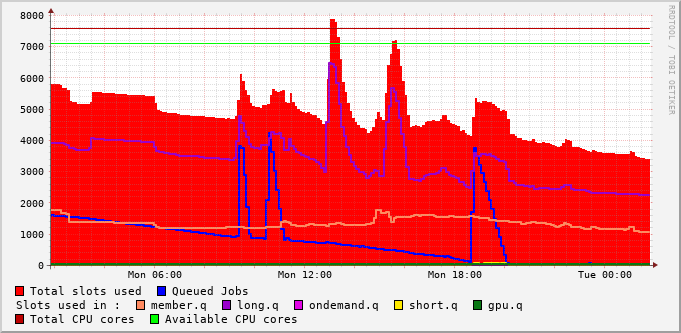 RRDTOOL / TOBI OETIKER
8000
7000
6000
5000
4000
3000
2000
1000
0
Mon 06:00 Mon 12:00 Mon 18:00 Tue 00:00
Total slots used Queued Jobs
Slots used in : member.q long.q ondemand.q short.q gpu.q
Total CPU cores Available CPU cores